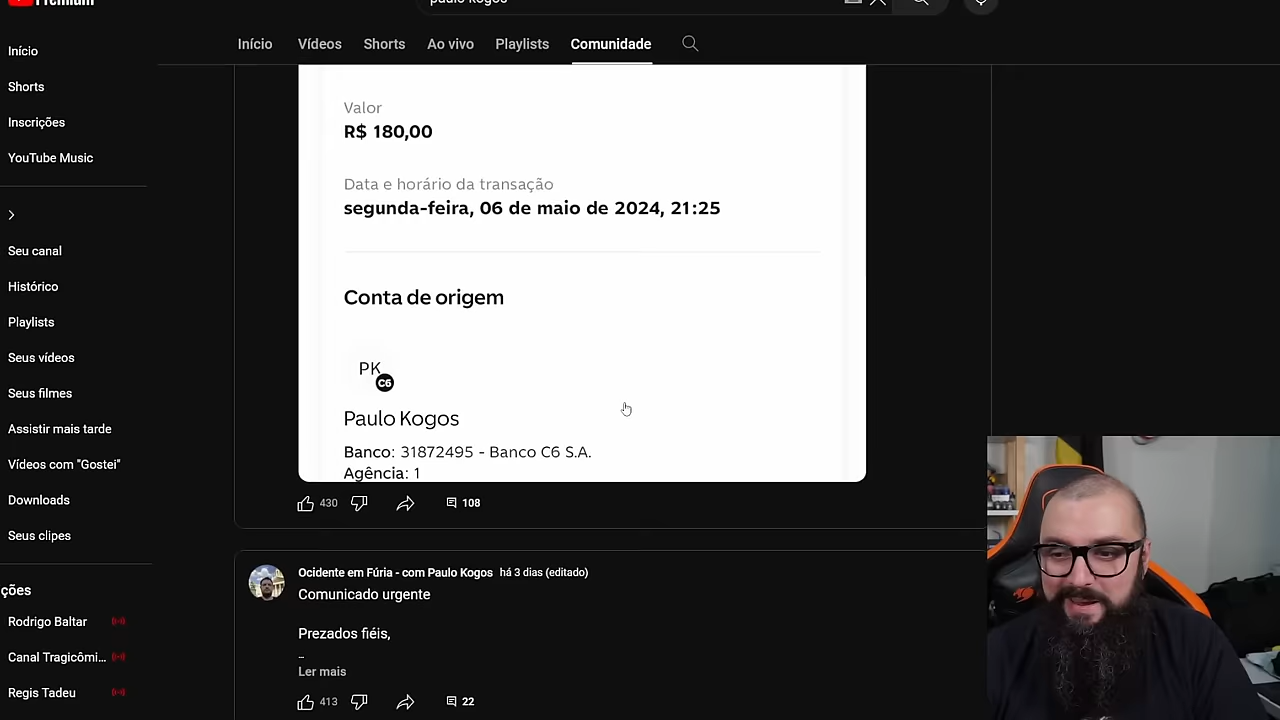 Premium
paulo kogos
Início
Vídeos
Shorts
Ao vivo
Playlists
Comunidade
Início
Shorts
Inscrições
YouTube Music
Seu canal
Histórico
Playlists
Seus vídeos
Seus filmes
Assistir mais tarde
Vídeos com "Gostei"
Downloads
Seus clipes
ções
Rodrigo Baltar
Canal Tragicômi...
Regis Tadeu
Valor
R$ 180,00
Data e horário da transação
segunda-feira, 06 de maio de 2024, 21:25
Conta de origem
PK
C6
Paulo Kogos
Banco: 31872495 - Banco C6 S.A.
Agência: 1
430
108
Ocidente em Fúria - com Paulo Kogos há 3 dias (editado)
Comunicado urgente
Prezados fiéis,
_
Ler mais
413
22